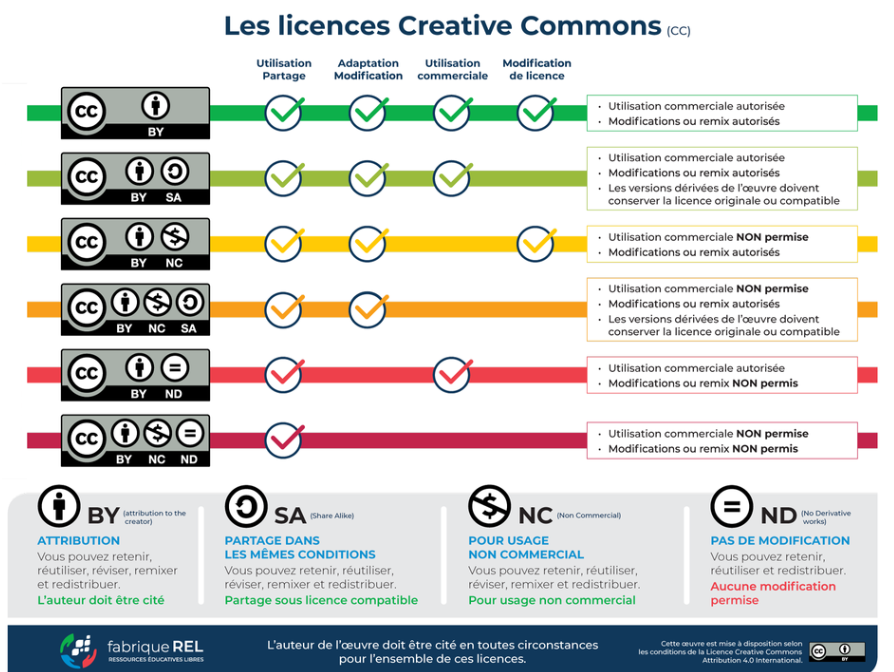 Les licences Creative Commons (CC)
Utilisation Partage
Adaptation Modification
Utilisation commerciale
Modification de licence
CC BY
• Utilisation commerciale autorisée
• Modifications ou remix autorisés
CC BY SA
• Utilisation commerciale autorisée
• Modifications ou remix autorisés
• Les versions dérivées de l'œuvre doivent
conserver la licence originale ou compatible
CC BY NC
• Utilisation commerciale NON permise
• Modifications ou remix autorisés
CC BY NC SA
• Utilisation commerciale NON permise
• Modifications ou remix autorisés
• Les versions dérivées de l'œuvre doivent
conserver la licence originale ou compatible
CC BY ND
• Utilisation commerciale autorisée
• Modifications ou remix NON permis
CC BY NC ND
• Utilisation commerciale NON permise
• Modifications ou remix NON permis
BY (attribution to the
creator)
ATTRIBUTION
Vous pouvez retenir,
réutiliser, réviser, remixer
et redistribuer.
L'auteur doit être cité
SA (Share Alike)
PARTAGE DANS
LES MÊMES CONDITIONS
Vous pouvez retenir, réutiliser,
réviser, remixer et redistribuer.
Partage sous licence compatible
NC (Non Commercial)
POUR USAGE
NON COMMERCIAL
Vous pouvez retenir, réutiliser,
réviser, remixer et redistribuer.
Pour usage non commercial
ND (No Derivative
works)
PAS DE MODIFICATION
Vous pouvez retenir,
réutiliser et redistribuer.
Aucune modification
permise
fabrique REL
RESSOURCES ÉDUCATIVES LIBRES
L'auteur de l'œuvre doit être cité en toutes circonstances
pour l'ensemble de ces licences.
Cette œuvre est mise à disposition selon
les conditions de la Licence Creative Commons
Attribution 4.0 International.
CC BY